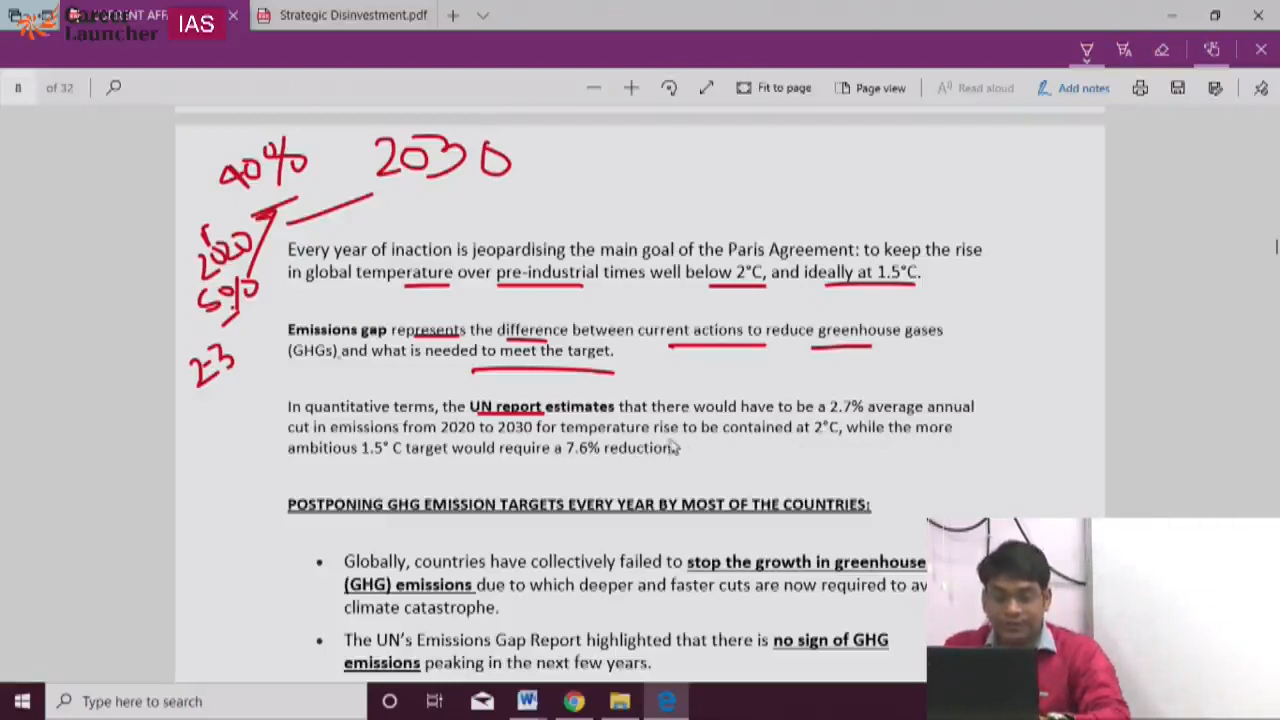 Career
Launcher
IAS
CURRENT AFF
Strategic Disinvestment.pdf
8 of 32
Fit to page
Page view
Read aloud
Add notes
40% 2030
2020
5%
23
Every year of inaction is jeopardising the main goal of the Paris Agreement: to keep the rise
in global temperature over pre-industrial times well below 2°C, and ideally at 1.5°C.
Emissions gap represents the difference between current actions to reduce greenhouse gases
(GHGs) and what is needed to meet the target.
In quantitative terms, the UN report estimates that there would have to be a 2.7% average annual
cut in emissions from 2020 to 2030 for temperature rise to be contained at 2°C, while the more
ambitious 1.5° C target would require a 7.6% reduction.
POSTPONING GHG EMISSION TARGETS EVERY YEAR BY MOST OF THE COUNTRIES:
• Globally, countries have collectively failed to stop the growth in greenhouse
(GHG) emissions due to which deeper and faster cuts are now required to av
climate catastrophe.
• The UN's Emissions Gap Report highlighted that there is no sign of GHG
emissions peaking in the next few years.
Type here to search